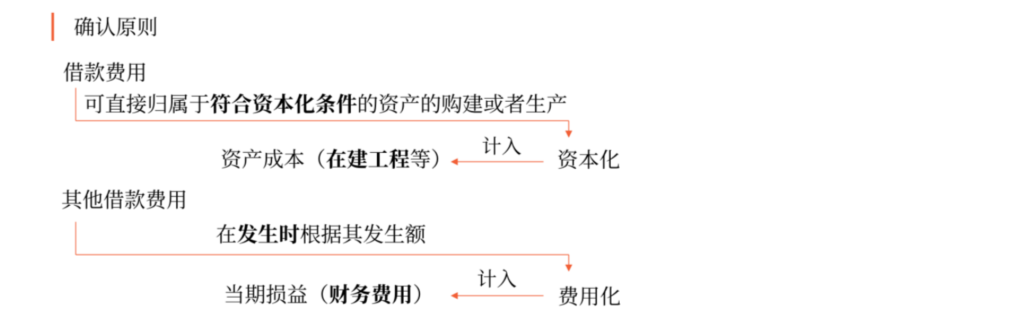 确认原则
借款费用
可直接归属于符合资本化条件的资产的购建或者生产
计入
资产成本（在建工程等） 资本化
其他借款费用
在发生时根据其发生额
计入
当期损益（财务费用） 费用化